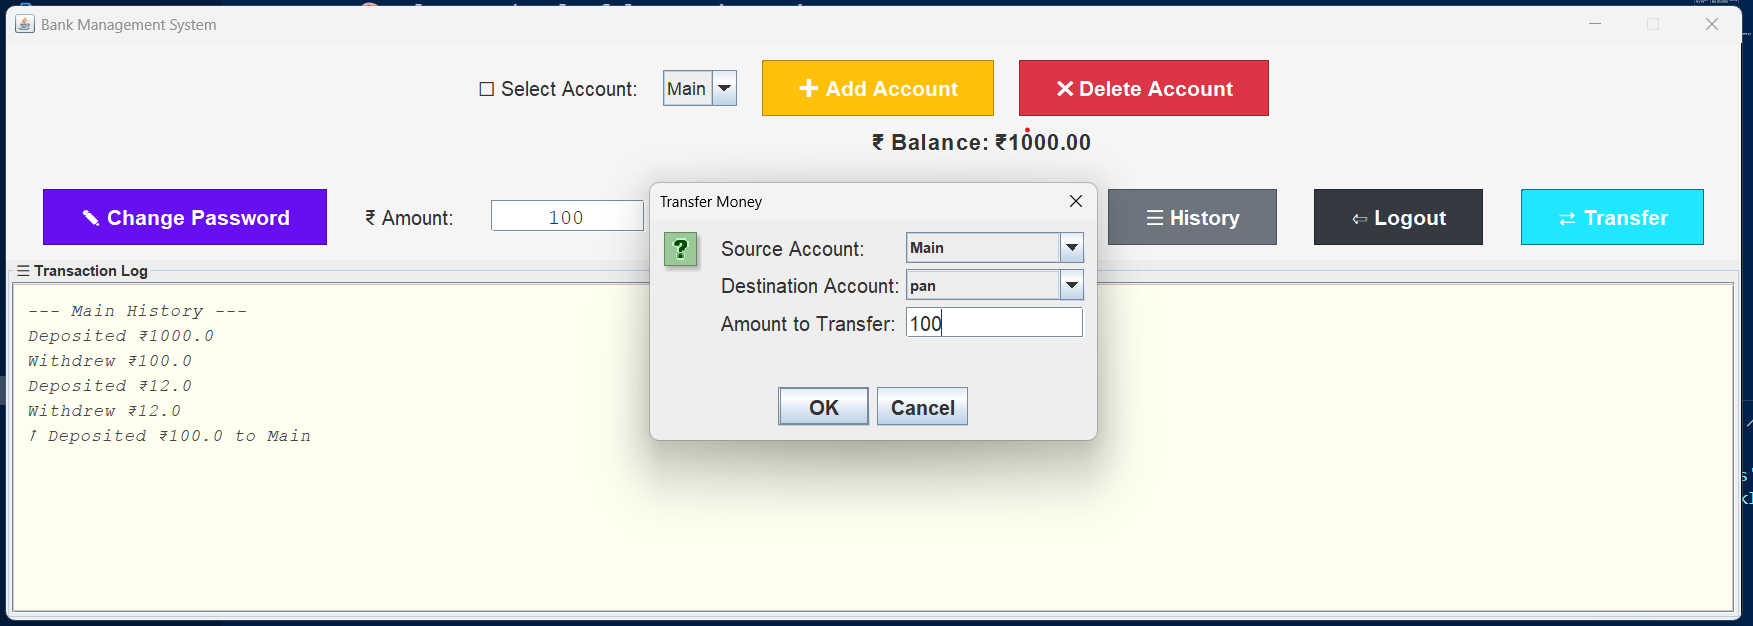 Bank Management System
☐ Select Account: Main ✚ Add Account ✕ Delete Account
₹ Balance: ₹1000.00
✎ Change Password ₹ Amount: 100 ☰ History ⇦ Logout ⇄ Transfer
Transfer Money
Source Account: Main
Destination Account: pan
Amount to Transfer: 100
OK Cancel
☰ Transaction Log
--- Main History ---
Deposited ₹1000.0
Withdrew ₹100.0
Deposited ₹12.0
Withdrew ₹12.0
↑ Deposited ₹100.0 to Main